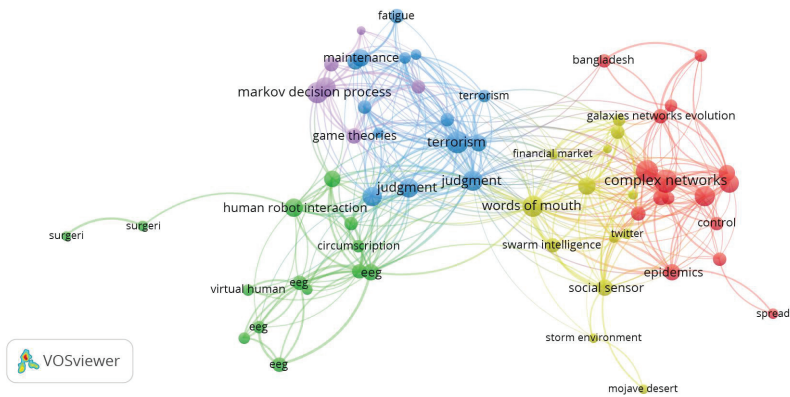 fatigue
maintenance
bangladesh
markov decision process
terrorism
galaxies networks evolution
game theories
terrorism
financial market
judgment
judgment
complex networks
human robot interaction
words of mouth
surgeri
surgeri
control
circumscription
swarm intelligence
twitter
eeg
epidemics
virtual human
eeg
social sensor
spread
eeg
storm environment
eeg
VOSviewer
mojave desert